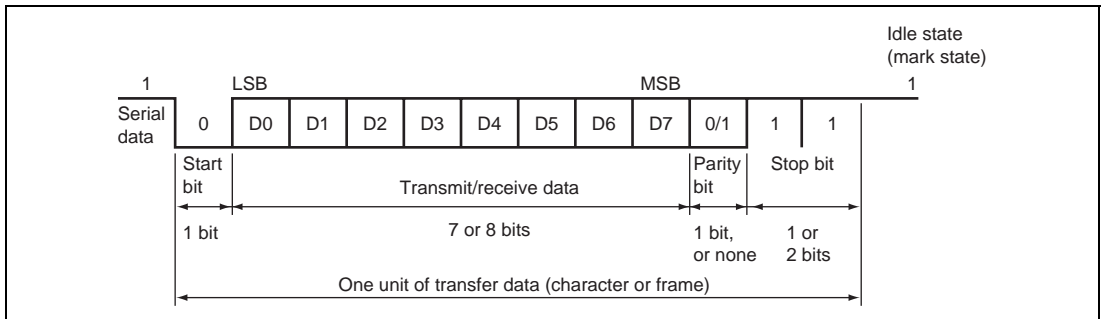 Idle state
(mark state)
1 LSB MSB 1
Serial
data
0 D0 D1 D2 D3 D4 D5 D6 D7 0/1 1 1
Start
bit
Transmit/receive data
Parity
bit
Stop bit
1 bit
7 or 8 bits
1 bit,
or none
1 or
2 bits
One unit of transfer data (character or frame)